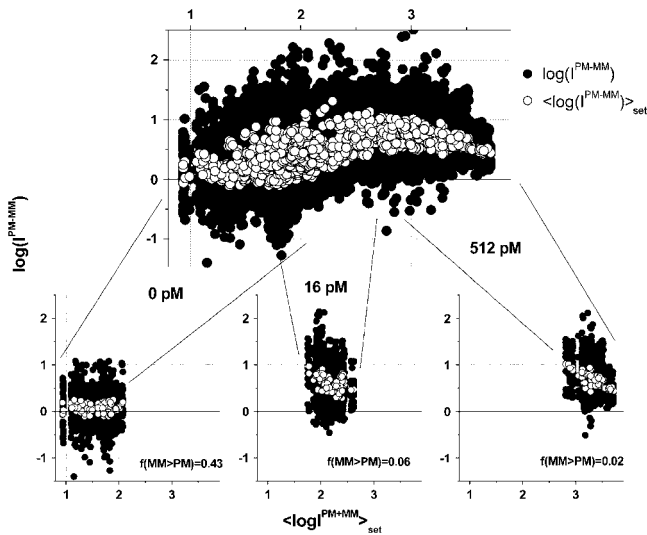 1 2 3
2
1
0
-1
log(I^PM-MM)
log(I^PM-MM)
<log(I^PM-MM)>set
0 pM
16 pM
512 pM
2
1
0
-1
f(MM>PM)=0.43
1 2 3
2
1
0
-1
f(MM>PM)=0.06
1 2 3
2
1
0
-1
f(MM>PM)=0.02
1 2 3
<logI^PM+MM>set